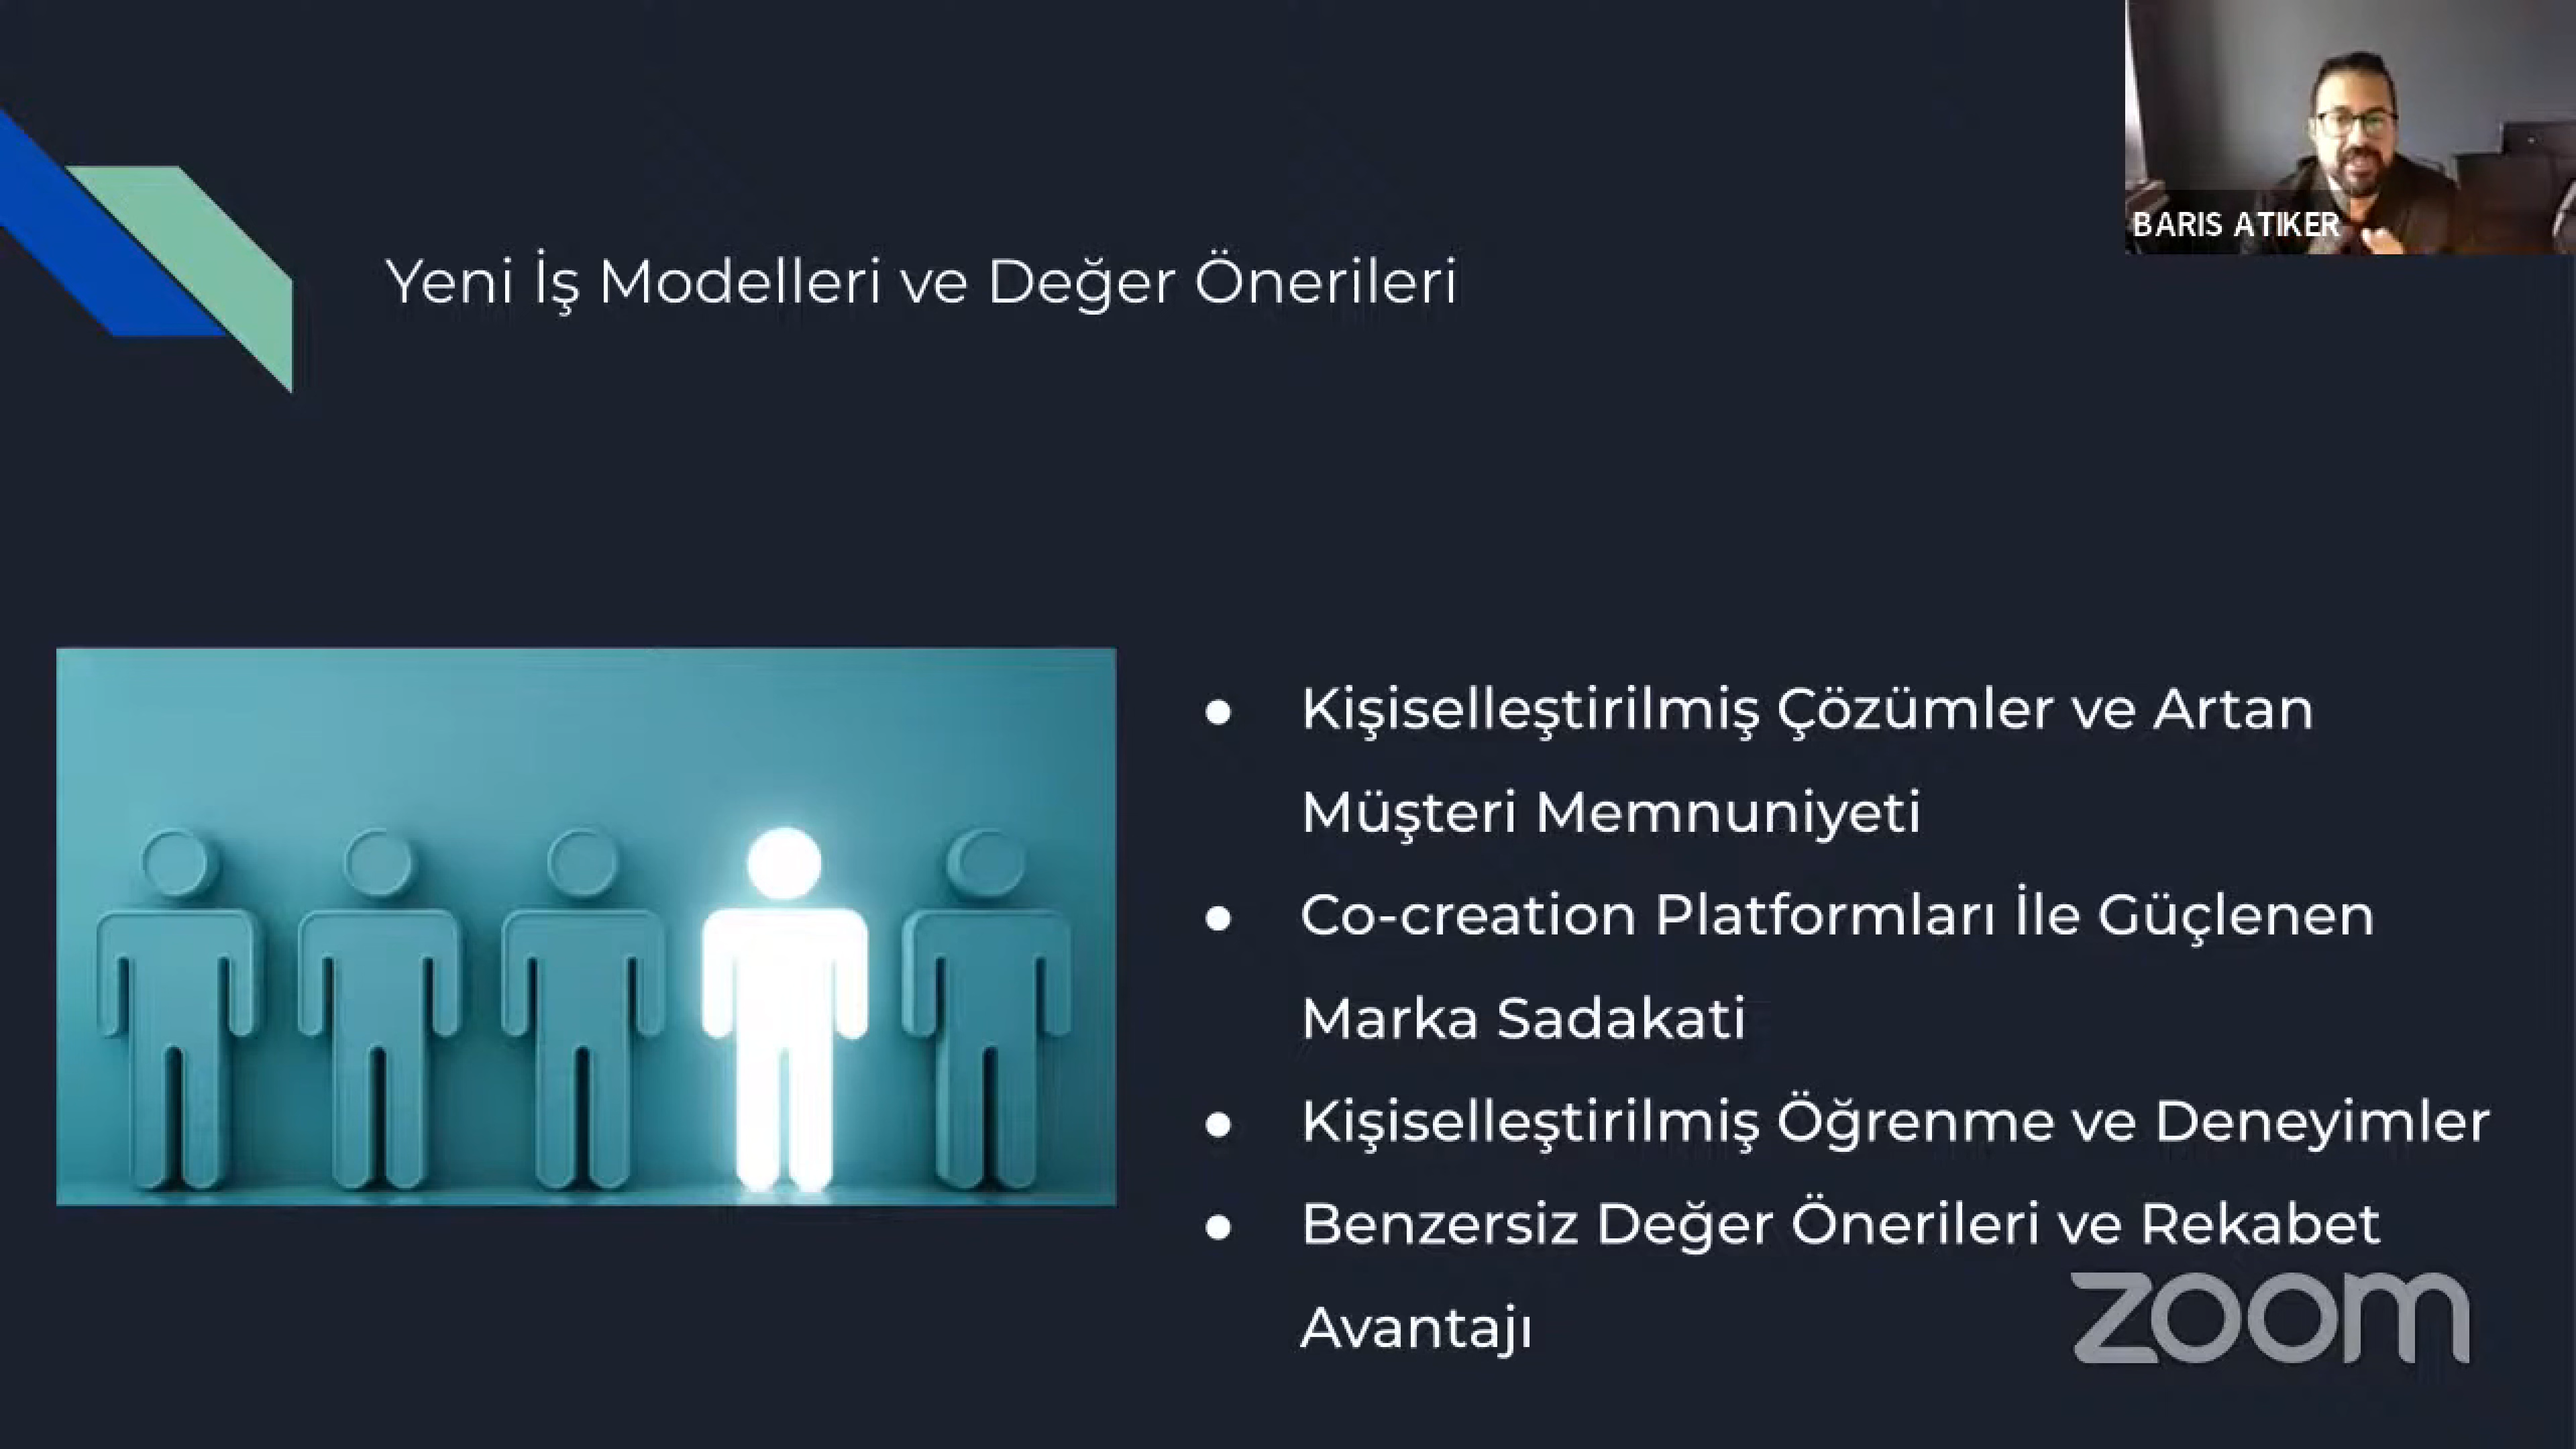 BARIS ATIKER
Yeni İş Modelleri ve Değer Önerileri
● Kişiselleştirilmiş Çözümler ve Artan
Müşteri Memnuniyeti
● Co-creation Platformları İle Güçlenen
Marka Sadakati
● Kişiselleştirilmiş Öğrenme ve Deneyimler
● Benzersiz Değer Önerileri ve Rekabet
Avantajı
zoom